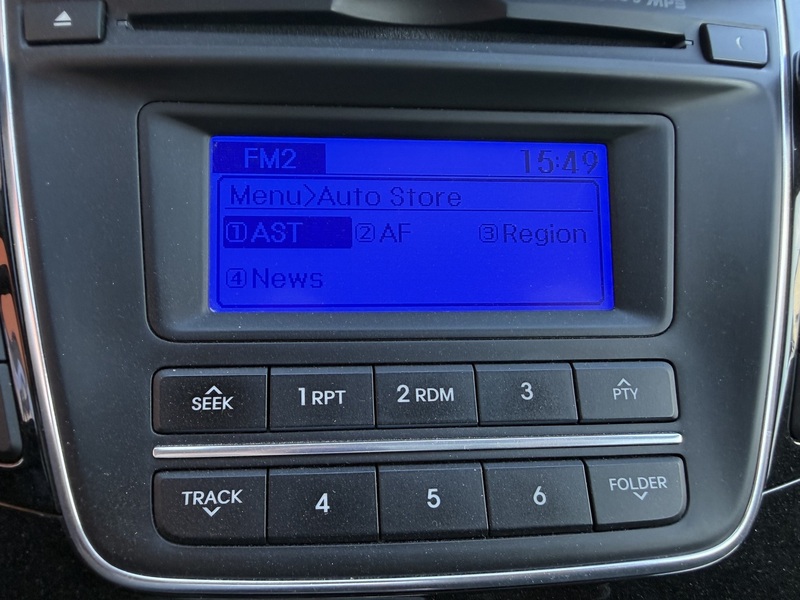 MP3
FM2 15:49
Menu>Auto Store
①AST ②AF ③Region
④News
SEEK 1 RPT 2 RDM 3 PTY
TRACK 4 5 6 FOLDER